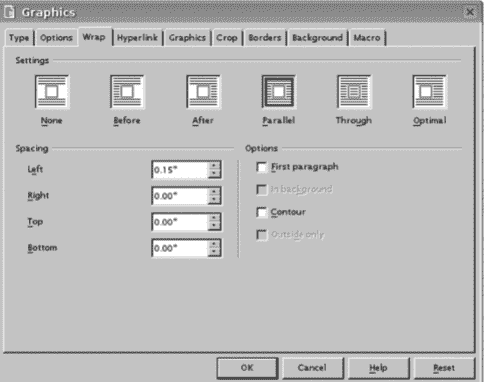 Graphics
Type Options Wrap Hyperlink Graphics Crop Borders Background Macro
Settings
None Before After Parallel Through Optimal
Spacing Options
Left 0.15" First paragraph
Right 0.00" In background
Top 0.00" Contour
Bottom 0.00" Outside only
OK Cancel Help Reset